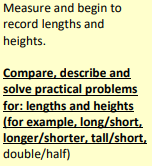 Measure and begin to
record lengths and
heights.
Compare, describe and
solve practical problems
for: lengths and heights
(for example, long/short,
longer/shorter, tall/short,
double/half)